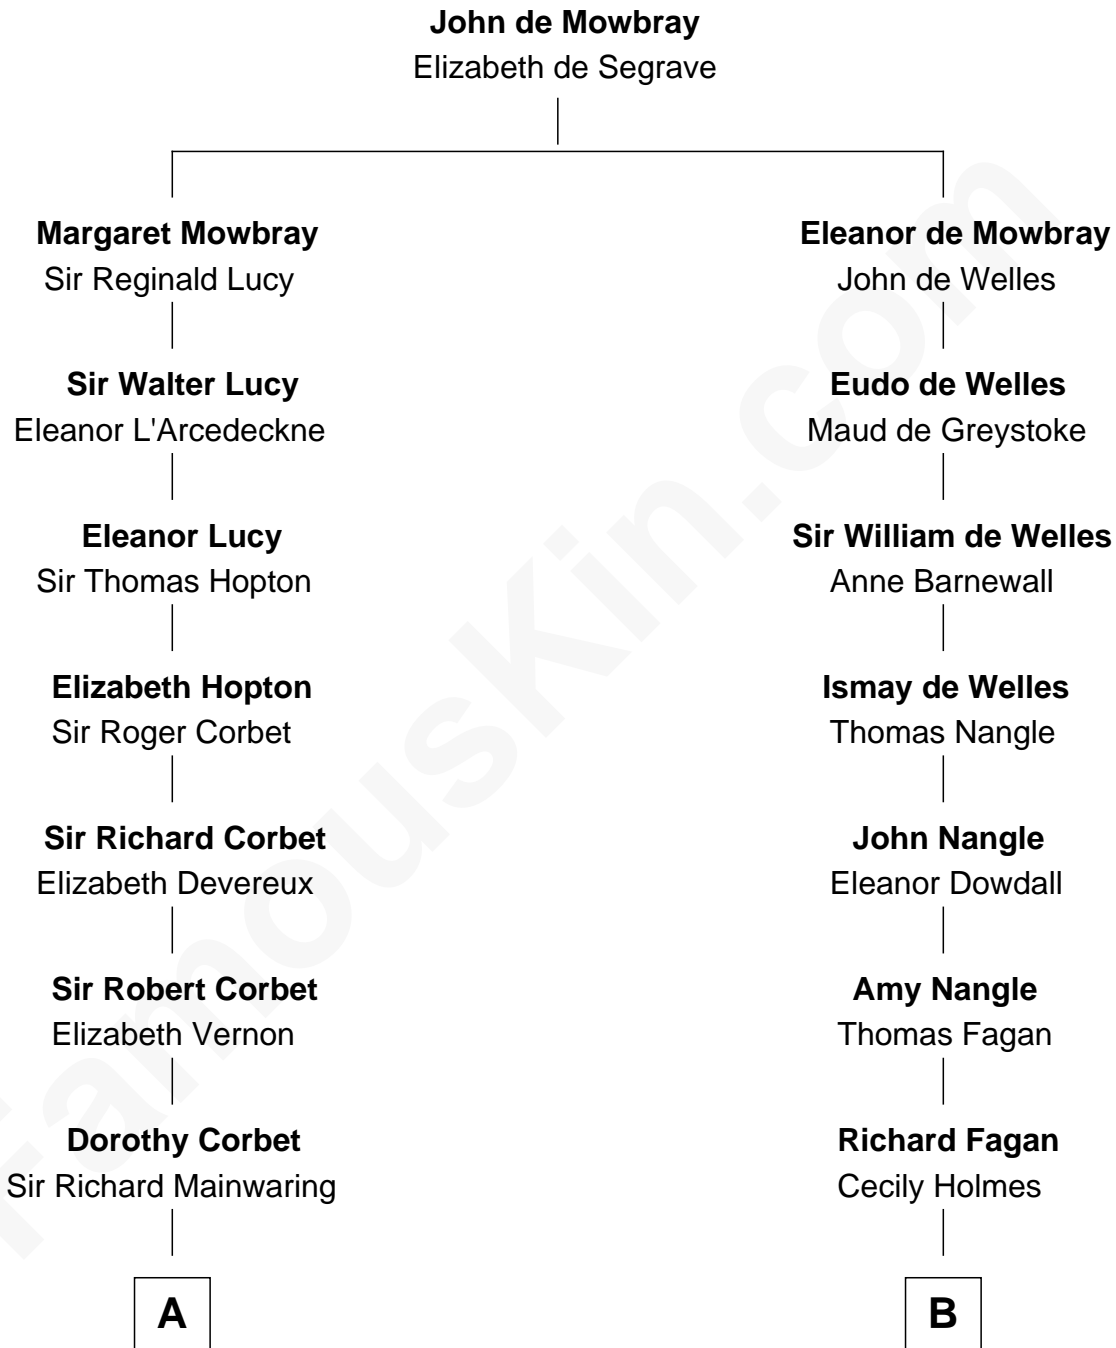 John de Mowbray
Elizabeth de Segrave
Margaret Mowbray
Sir Reginald Lucy
Eleanor de Mowbray
John de Welles
Sir Walter Lucy
Eleanor L'Arcedeckne
Eudo de Welles
Maud de Greystoke
Eleanor Lucy
Sir Thomas Hopton
Sir William de Welles
Anne Barnewall
Elizabeth Hopton
Sir Roger Corbet
Ismay de Welles
Thomas Nangle
Sir Richard Corbet
Elizabeth Devereux
John Nangle
Eleanor Dowdall
Sir Robert Corbet
Elizabeth Vernon
Amy Nangle
Thomas Fagan
Dorothy Corbet
Sir Richard Mainwaring
Richard Fagan
Cecily Holmes
A
B
FamousKin.com